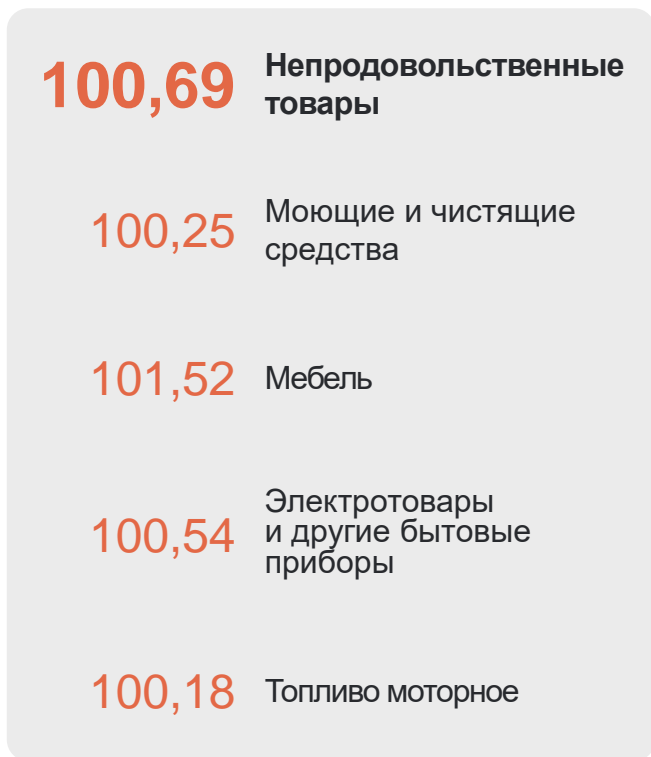 100,69 Непродовольственные
товары
100,25 Моющие и чистящие
средства
101,52 Мебель
100,54 Электротовары
и другие бытовые
приборы
100,18 Топливо моторное